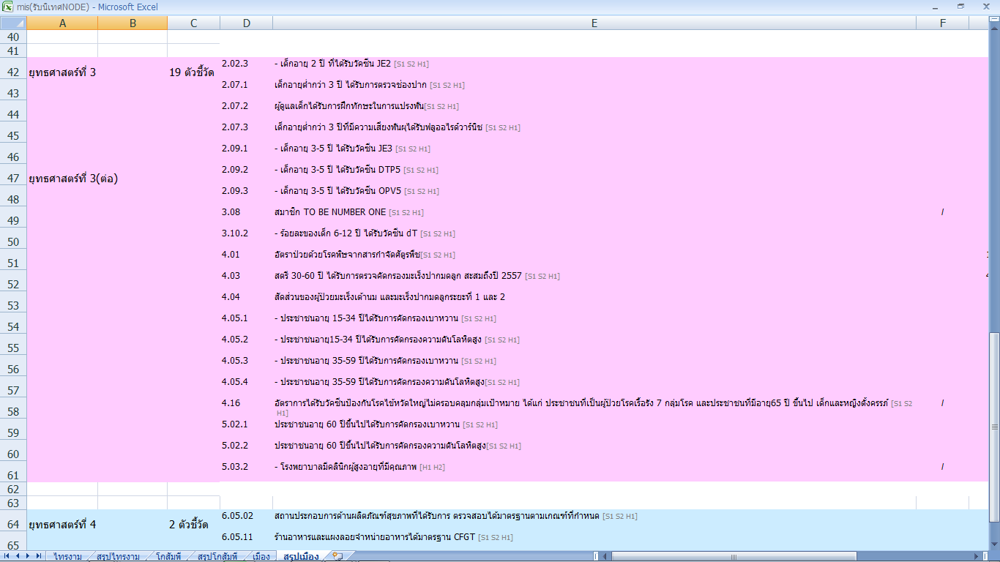 mis(รับนิเทศNODE) - Microsoft Excel
A B C D E F
40
41
42 ยุทธศาสตร์ที่ 3 19 ตัวชี้วัด 2.02.3 - เด็กอายุ 2 ปี ที่ได้รับวัคซีน JE2 [S1 S2 H1]
43 2.07.1 เด็กอายุต่ำกว่า 3 ปี ได้รับการตรวจช่องปาก [S1 S2 H1]
44 2.07.2 ผู้ดูแลเด็กได้รับการฝึกทักษะในการแปรงฟัน[S1 S2 H1]
45 2.07.3 เด็กอายุต่ำกว่า 3 ปีที่มีความเสี่ยงฟันผุได้รับฟลูออไรด์วาร์นิช [S1 S2 H1]
46 2.09.1 - เด็กอายุ 3-5 ปี ได้รับวัคซีน JE3 [S1 S2 H1]
47 ยุทธศาสตร์ที่ 3(ต่อ) 2.09.2 - เด็กอายุ 3-5 ปี ได้รับวัคซีน DTP5 [S1 S2 H1]
48 2.09.3 - เด็กอายุ 3-5 ปี ได้รับวัคซีน OPV5 [S1 S2 H1]
49 3.08 สมาชิก TO BE NUMBER ONE [S1 S2 H1] /
50 3.10.2 - ร้อยละของเด็ก 6-12 ปี ได้รับวัคซีน dT [S1 S2 H1]
51 4.01 อัตราป่วยด้วยโรคพิษจากสารกำจัดศัตรูพืช[S1 S2 H1]
52 4.03 สตรี 30-60 ปี ได้รับการตรวจคัดกรองมะเร็งปากมดลูก สะสมถึงปี 2557 [S1 S2 H1]
53 4.04 สัดส่วนของผู้ป่วยมะเร็งเต้านม และมะเร็งปากมดลูกระยะที่ 1 และ 2
54 4.05.1 - ประชาชนอายุ 15-34 ปีได้รับการคัดกรองเบาหวาน [S1 S2 H1]
55 4.05.2 - ประชาชนอายุ15-34 ปีได้รับการคัดกรองความดันโลหิตสูง [S1 S2 H1]
56 4.05.3 - ประชาชนอายุ 35-59 ปีได้รับการคัดกรองเบาหวาน [S1 S2 H1]
57 4.05.4 - ประชาชนอายุ 35-59 ปีได้รับการคัดกรองความดันโลหิตสูง[S1 S2 H1]
58 4.16 อัตราการได้รับวัคซีนป้องกันโรคไข้หวัดใหญ่ไม่ครอบคลุมกลุ่มเป้าหมาย ได้แก่ ประชาชนที่เป็นผู้ป่วยโรคเรื้อรัง 7 กลุ่มโรค และประชาชนที่มีอายุ65 ปี ขึ้นไป เด็กและหญิงตั้งครรภ์ [S1 S2 /
H1]
59 5.02.1 ประชาชนอายุ 60 ปีขึ้นไปได้รับการคัดกรองเบาหวาน [S1 S2 H1]
60 5.02.2 ประชาชนอายุ 60 ปีขึ้นไปได้รับการคัดกรองความดันโลหิตสูง[S1 S2 H1]
61 5.03.2 - โรงพยาบาลมีคลินิกผู้สูงอายุที่มีคุณภาพ [H1 H2] /
62
63
64 ยุทธศาสตร์ที่ 4 2 ตัวชี้วัด 6.05.02 สถานประกอบการด้านผลิตภัณฑ์สุขภาพที่ได้รับการ ตรวจสอบได้มาตรฐานตามเกณฑ์ที่กำหนด [S1 S2 H1]
65 6.05.11 ร้านอาหารและแผงลอยจำหน่ายอาหารได้มาตรฐาน CFGT [S1 S2 H1]
ไทรงาม สรุปไทรงาม โกสัมพี สรุปโกสัมพี เมือง สรุปเมือง